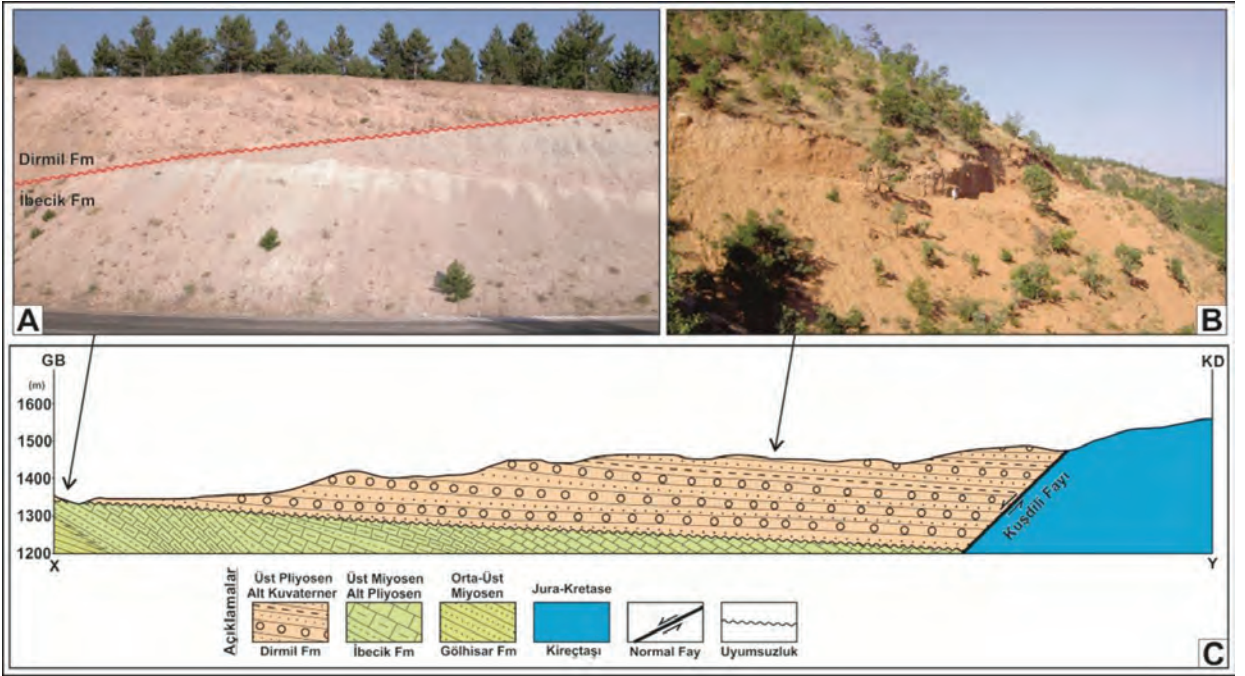 Dirmil Fm
İbecik Fm
A
B
GB
KD
(m)
1600
1500
1400
1300
1200
X
Y
Kuşdili Fayı
Açıklamalar
Üst Pliyosen
Alt Kuvaterner
Dirmil Fm
Üst Miyosen
Alt Pliyosen
İbecik Fm
Orta-Üst
Miyosen
Gölhisar Fm
Jura-Kretase
Kireçtaşı
Normal Fay
Uyumsuzluk
C